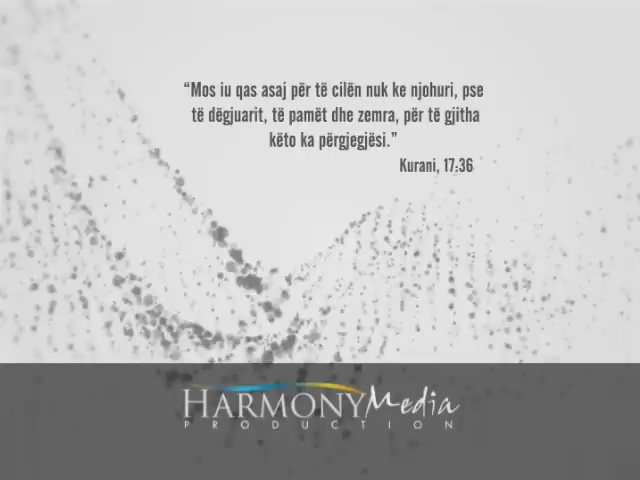 “Mos iu qas asaj për të cilën nuk ke njohuri, pse
të dëgjuarit, të pamët dhe zemra, për të gjitha
këto ka përgjegjësi.”
Kurani, 17:36
HARMONY Media
PRODUCTION